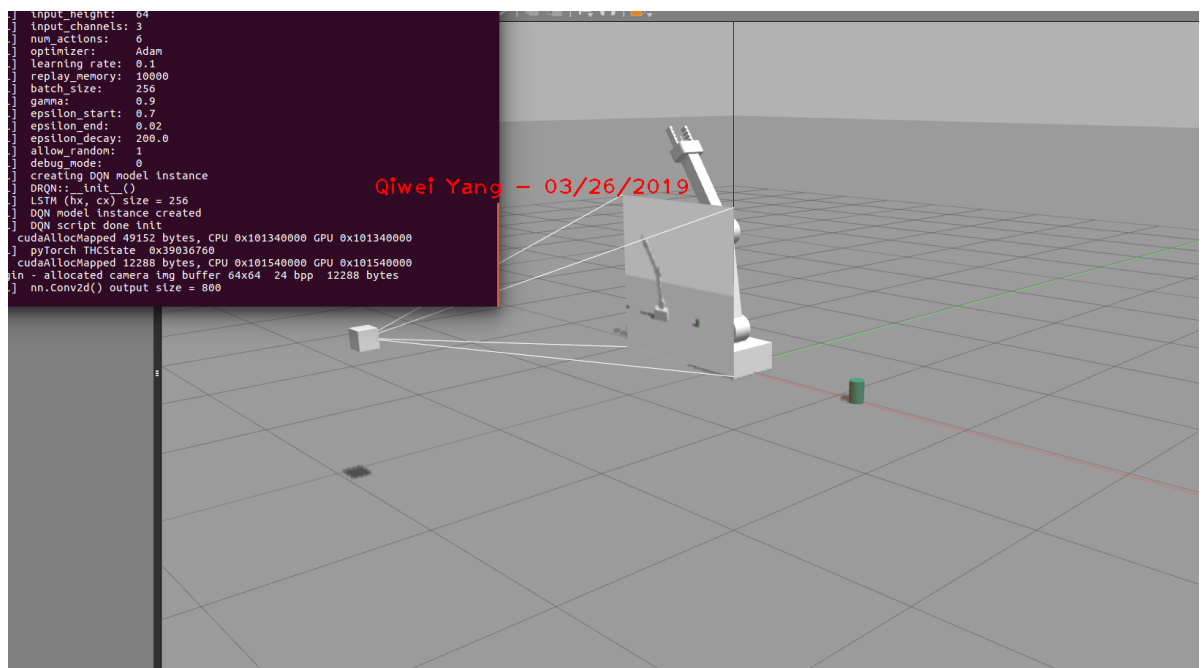 .]  input_height:   64
.]  input_channels: 3
.]  num_actions:    6
.]  optimizer:      Adam
.]  learning rate:  0.1
.]  replay_memory:  10000
.]  batch_size:     256
.]  gamma:          0.9
.]  epsilon_start:  0.7
.]  epsilon_end:    0.02
.]  epsilon_decay:  200.0
.]  allow_random:   1
.]  debug_mode:     0
.]  creating DQN model instance
.]  DRQN::__init__()
.]  LSTM (hx, cx) size = 256
.]  DQN model instance created
.]  DQN script done init
cudaAllocMapped 49152 bytes, CPU 0x101340000 GPU 0x101340000
.]  pyTorch THCState  0x39036760
cudaAllocMapped 12288 bytes, CPU 0x101540000 GPU 0x101540000
gin - allocated camera img buffer 64x64  24 bpp  12288 bytes
.]  nn.Conv2d() output size = 800
Qiwei Yang - 03/26/2019